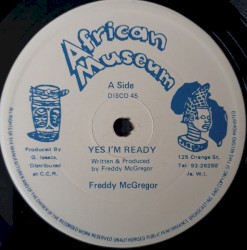 African
Museum
A Side
DISCO 45
YES I'M READY
Written & Produced
by Freddy McGregor
Produced by
G. Isaacs,
Distributed
at C.C.R.
125 Orange St,
Tel. 92-26260
Ja. W.I.
Freddy McGregor